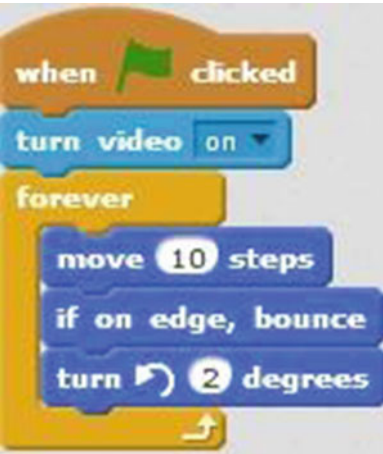 when clicked
turn video on
forever
move 10 steps
if on edge, bounce
turn 2 degrees